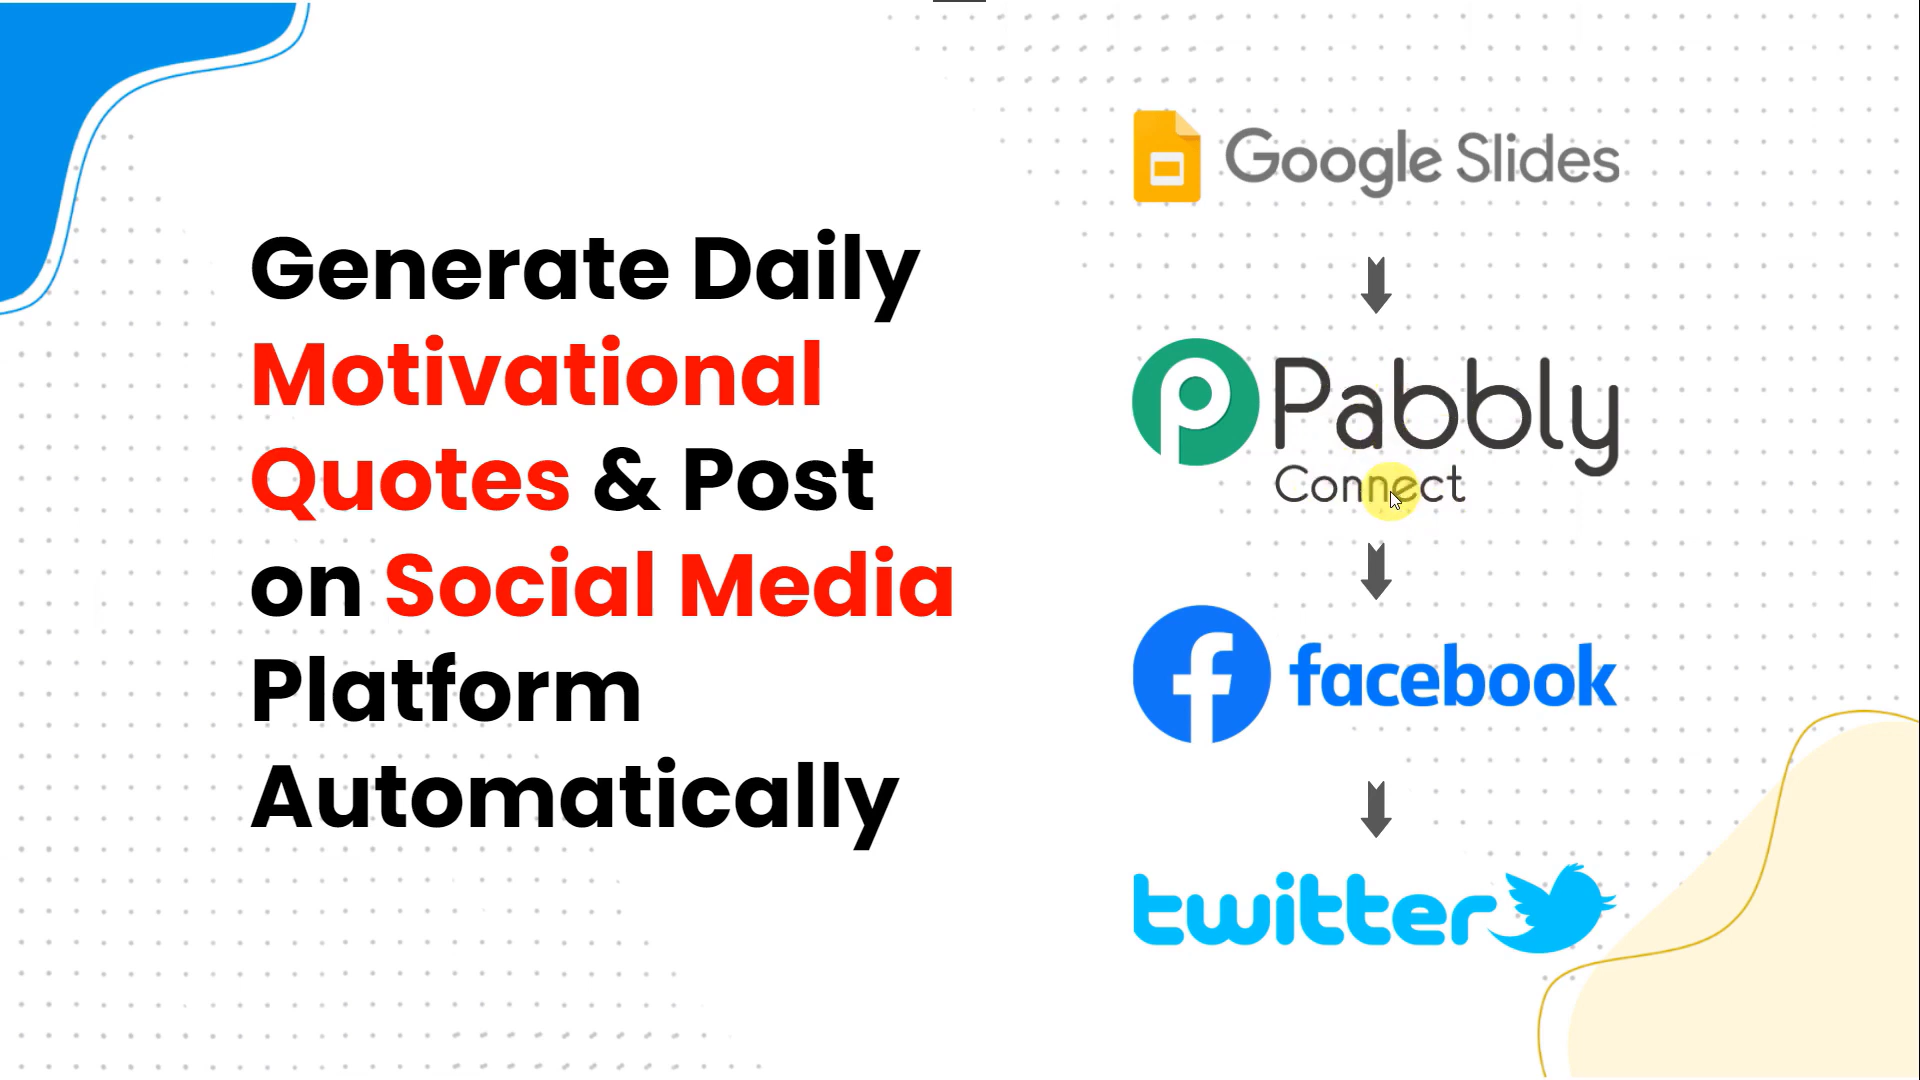 Generate Daily
Motivational
Quotes & Post
on Social Media
Platform
Automatically
Google Slides
Pabbly
Connect
facebook
twitter